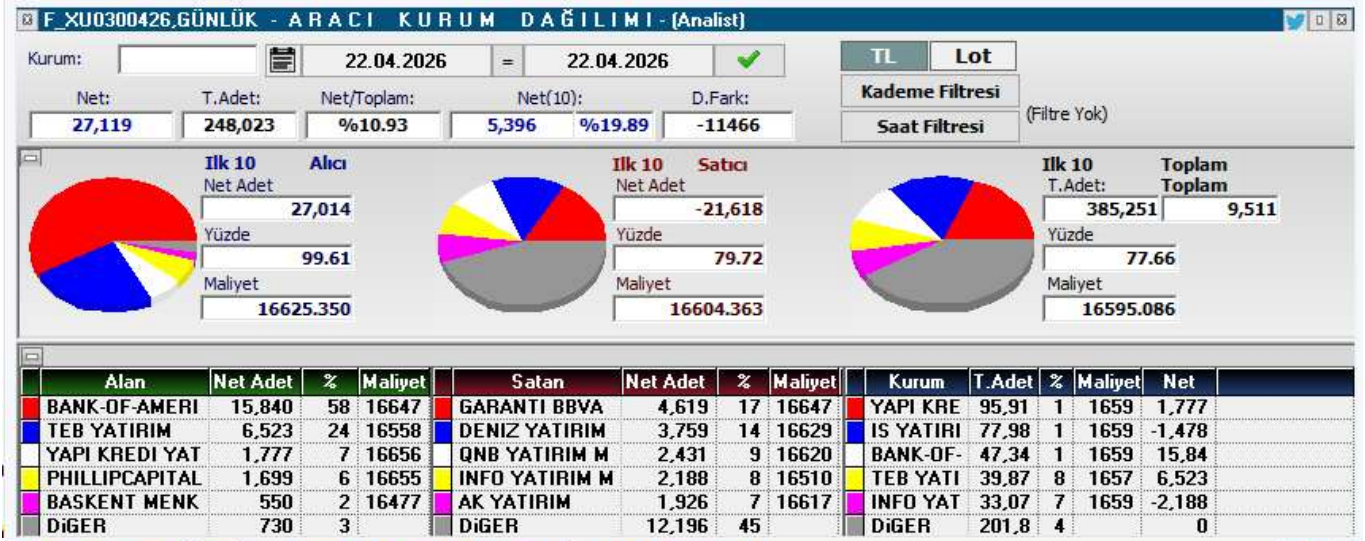 F_XU0300426,GÜNLÜK - A R A C I   K U R U M   D A Ğ I L I M I - (Analist)
Kurum: 22.04.2026 = 22.04.2026 TL Lot
Kademe Filtresi
Net: T.Adet: Net/Toplam: Net(10): D.Fark:
27,119 248,023 %10.93 5,396 %19.89 -11466 Saat Filtresi (Filtre Yok)
Ilk 10 Alıcı
Net Adet
27,014
Yüzde
99.61
Maliyet
16625.350
Ilk 10 Satıcı
Net Adet
-21,618
Yüzde
79.72
Maliyet
16604.363
Ilk 10 Toplam
T.Adet: Toplam
385,251 9,511
Yüzde
77.66
Maliyet
16595.086
Alan Net Adet % Maliyet Satan Net Adet % Maliyet Kurum T.Adet % Maliyet Net
BANK-OF-AMERI 15,840 58 16647 GARANTI BBVA 4,619 17 16647 YAPI KRE 95,91 1 1659 1,777
TEB YATIRIM 6,523 24 16558 DENIZ YATIRIM 3,759 14 16629 IS YATIRI 77,98 1 1659 -1,478
YAPI KREDI YAT 1,777 7 16656 QNB YATIRIM M 2,431 9 16620 BANK-OF- 47,34 1 1659 15,84
PHILLIPCAPITAL 1,699 6 16655 INFO YATIRIM M 2,188 8 16510 TEB YATI 39,87 8 1657 6,523
BASKENT MENK 550 2 16477 AK YATIRIM 1,926 7 16617 INFO YAT 33,07 7 1659 -2,188
DiGER 730 3 DiGER 12,196 45 DiGER 201,8 4 0